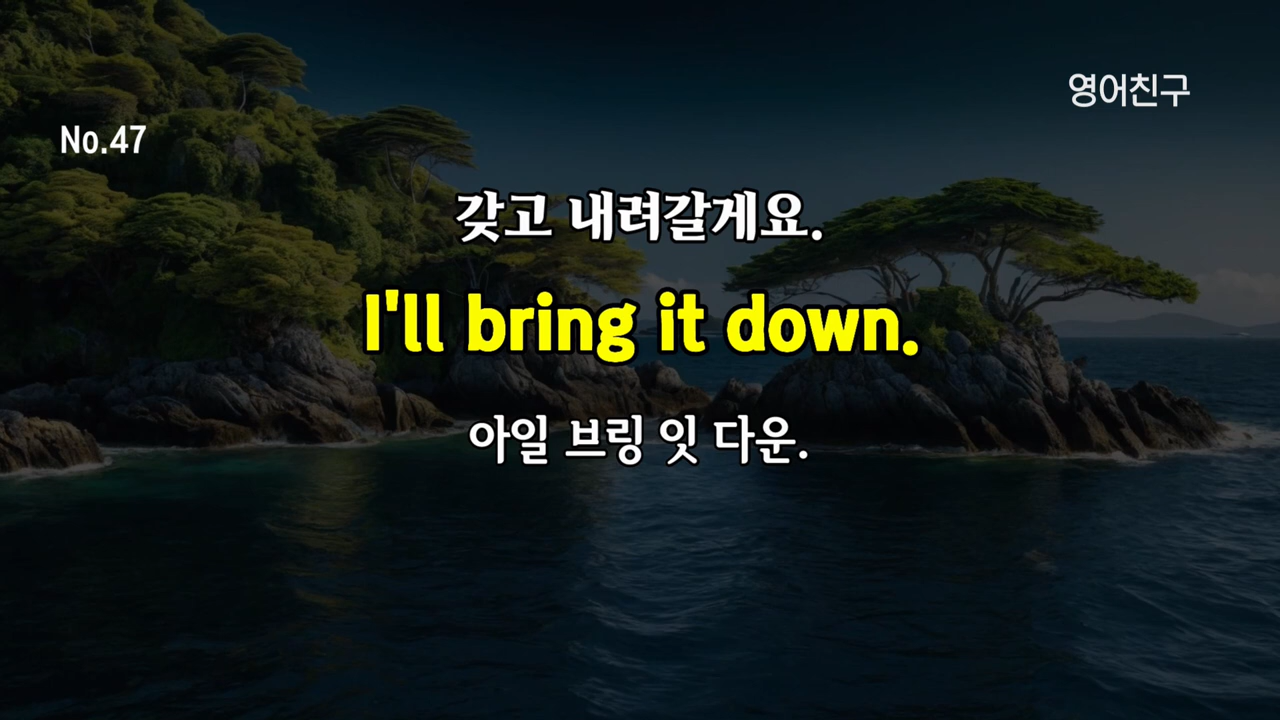 영어친구
No.47
갖고 내려갈게요.
I'll bring it down.
아일 브링 잇 다운.